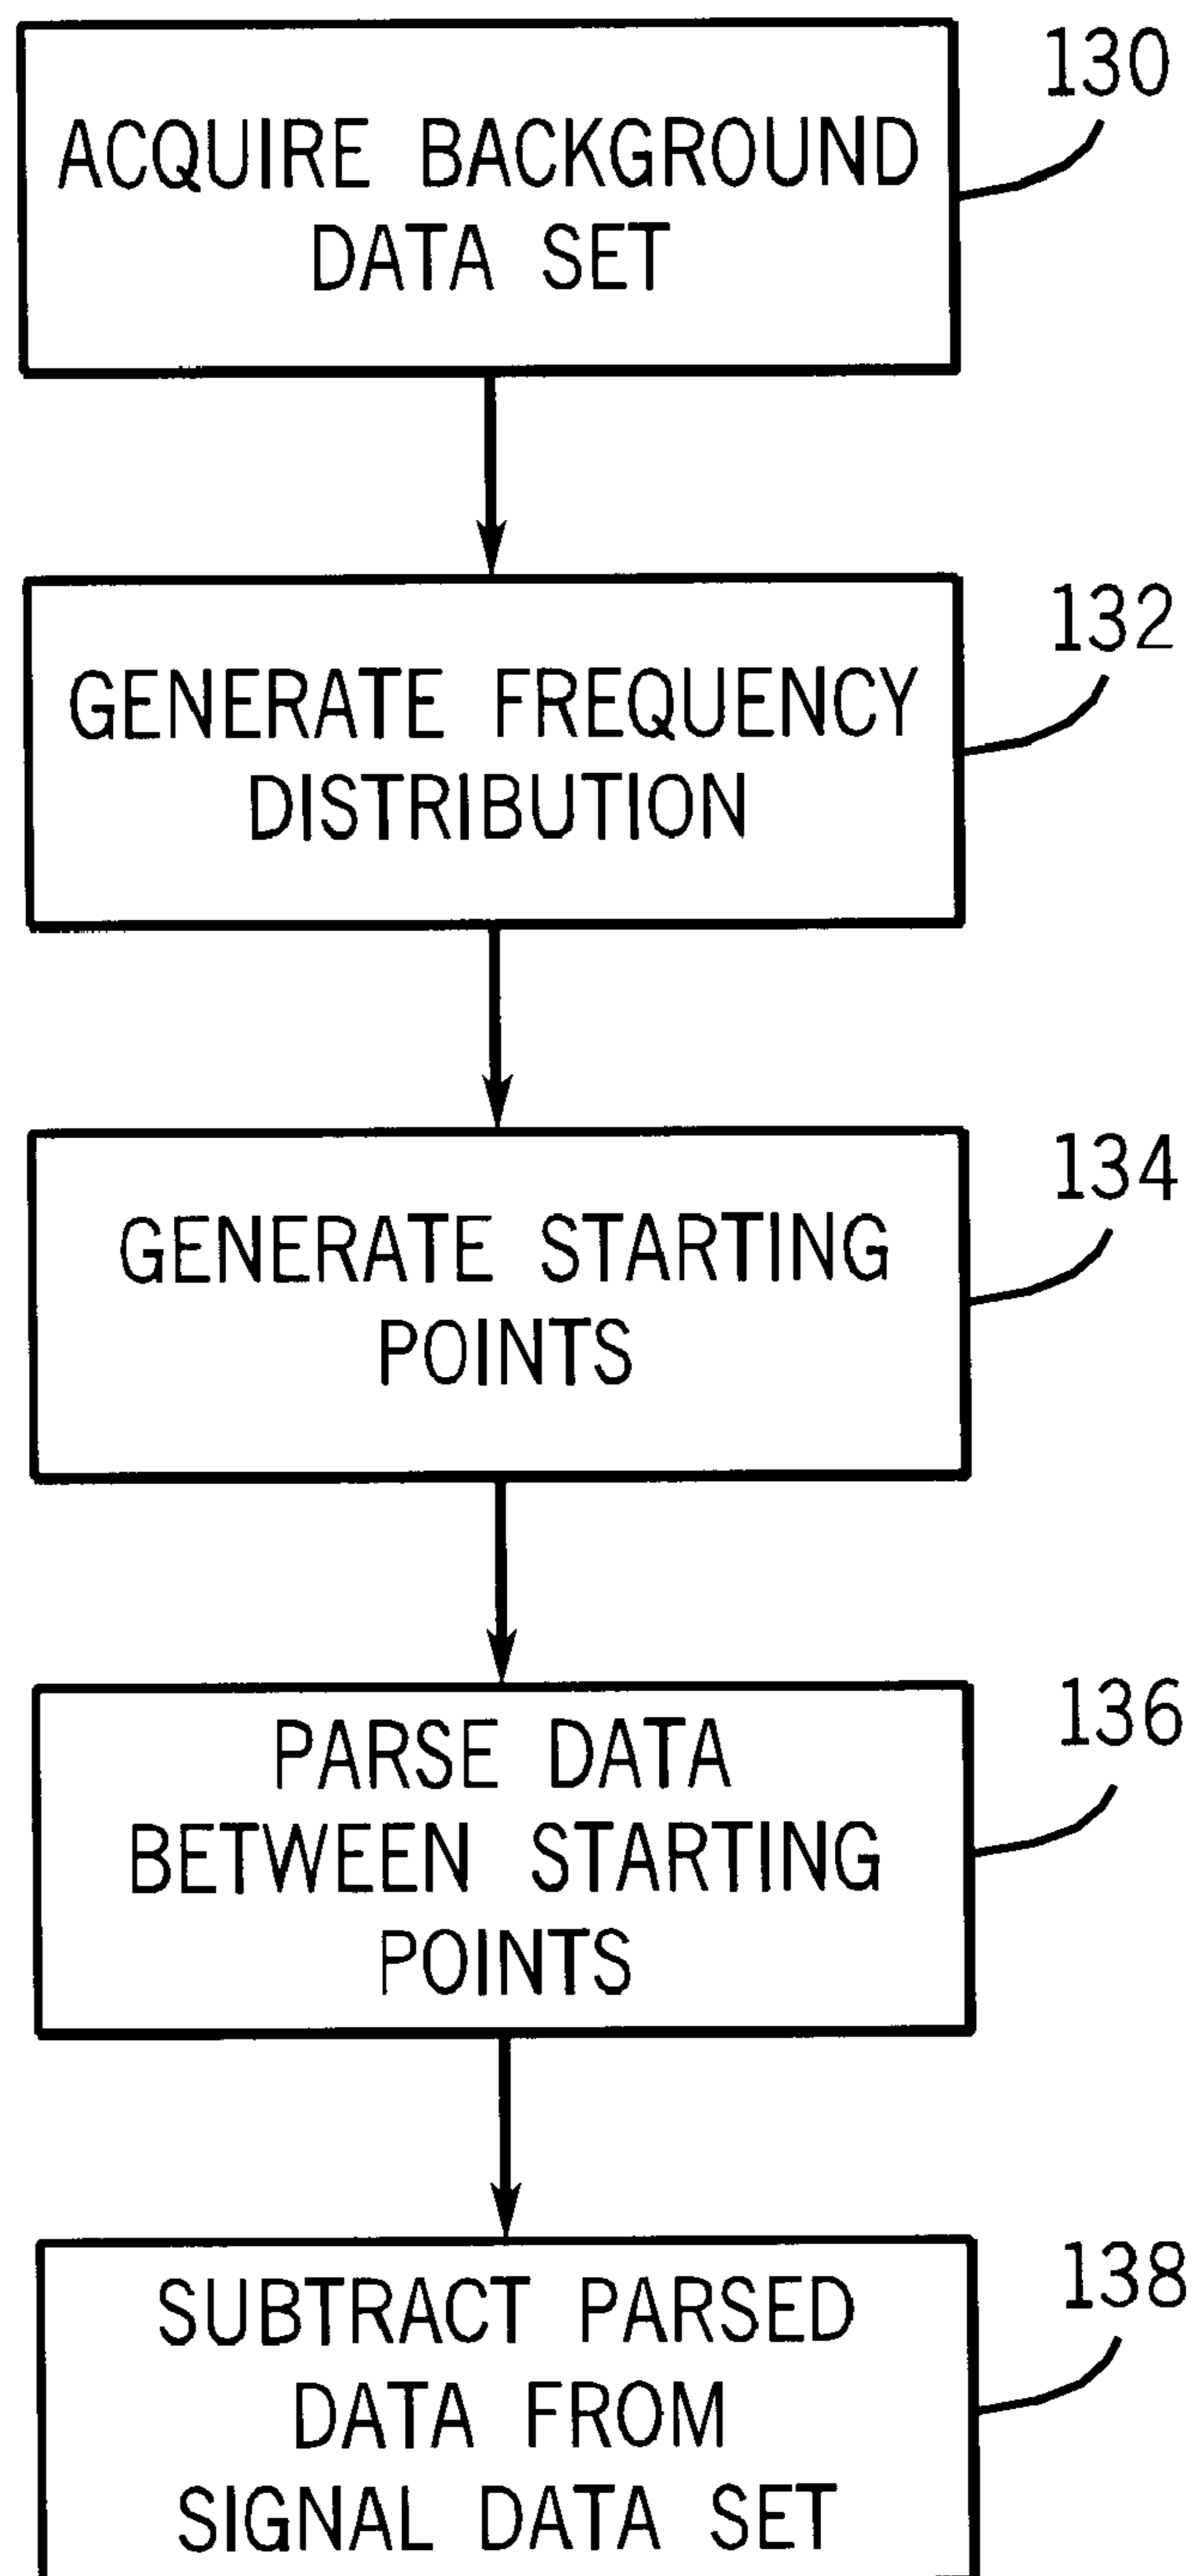 130
ACQUIRE BACKGROUND
DATA SET
132
GENERATE FREQUENCY
DISTRIBUTION
134
GENERATE STARTING
POINTS
136
PARSE DATA
BETWEEN STARTING
POINTS
138
SUBTRACT PARSED
DATA FROM
SIGNAL DATA SET